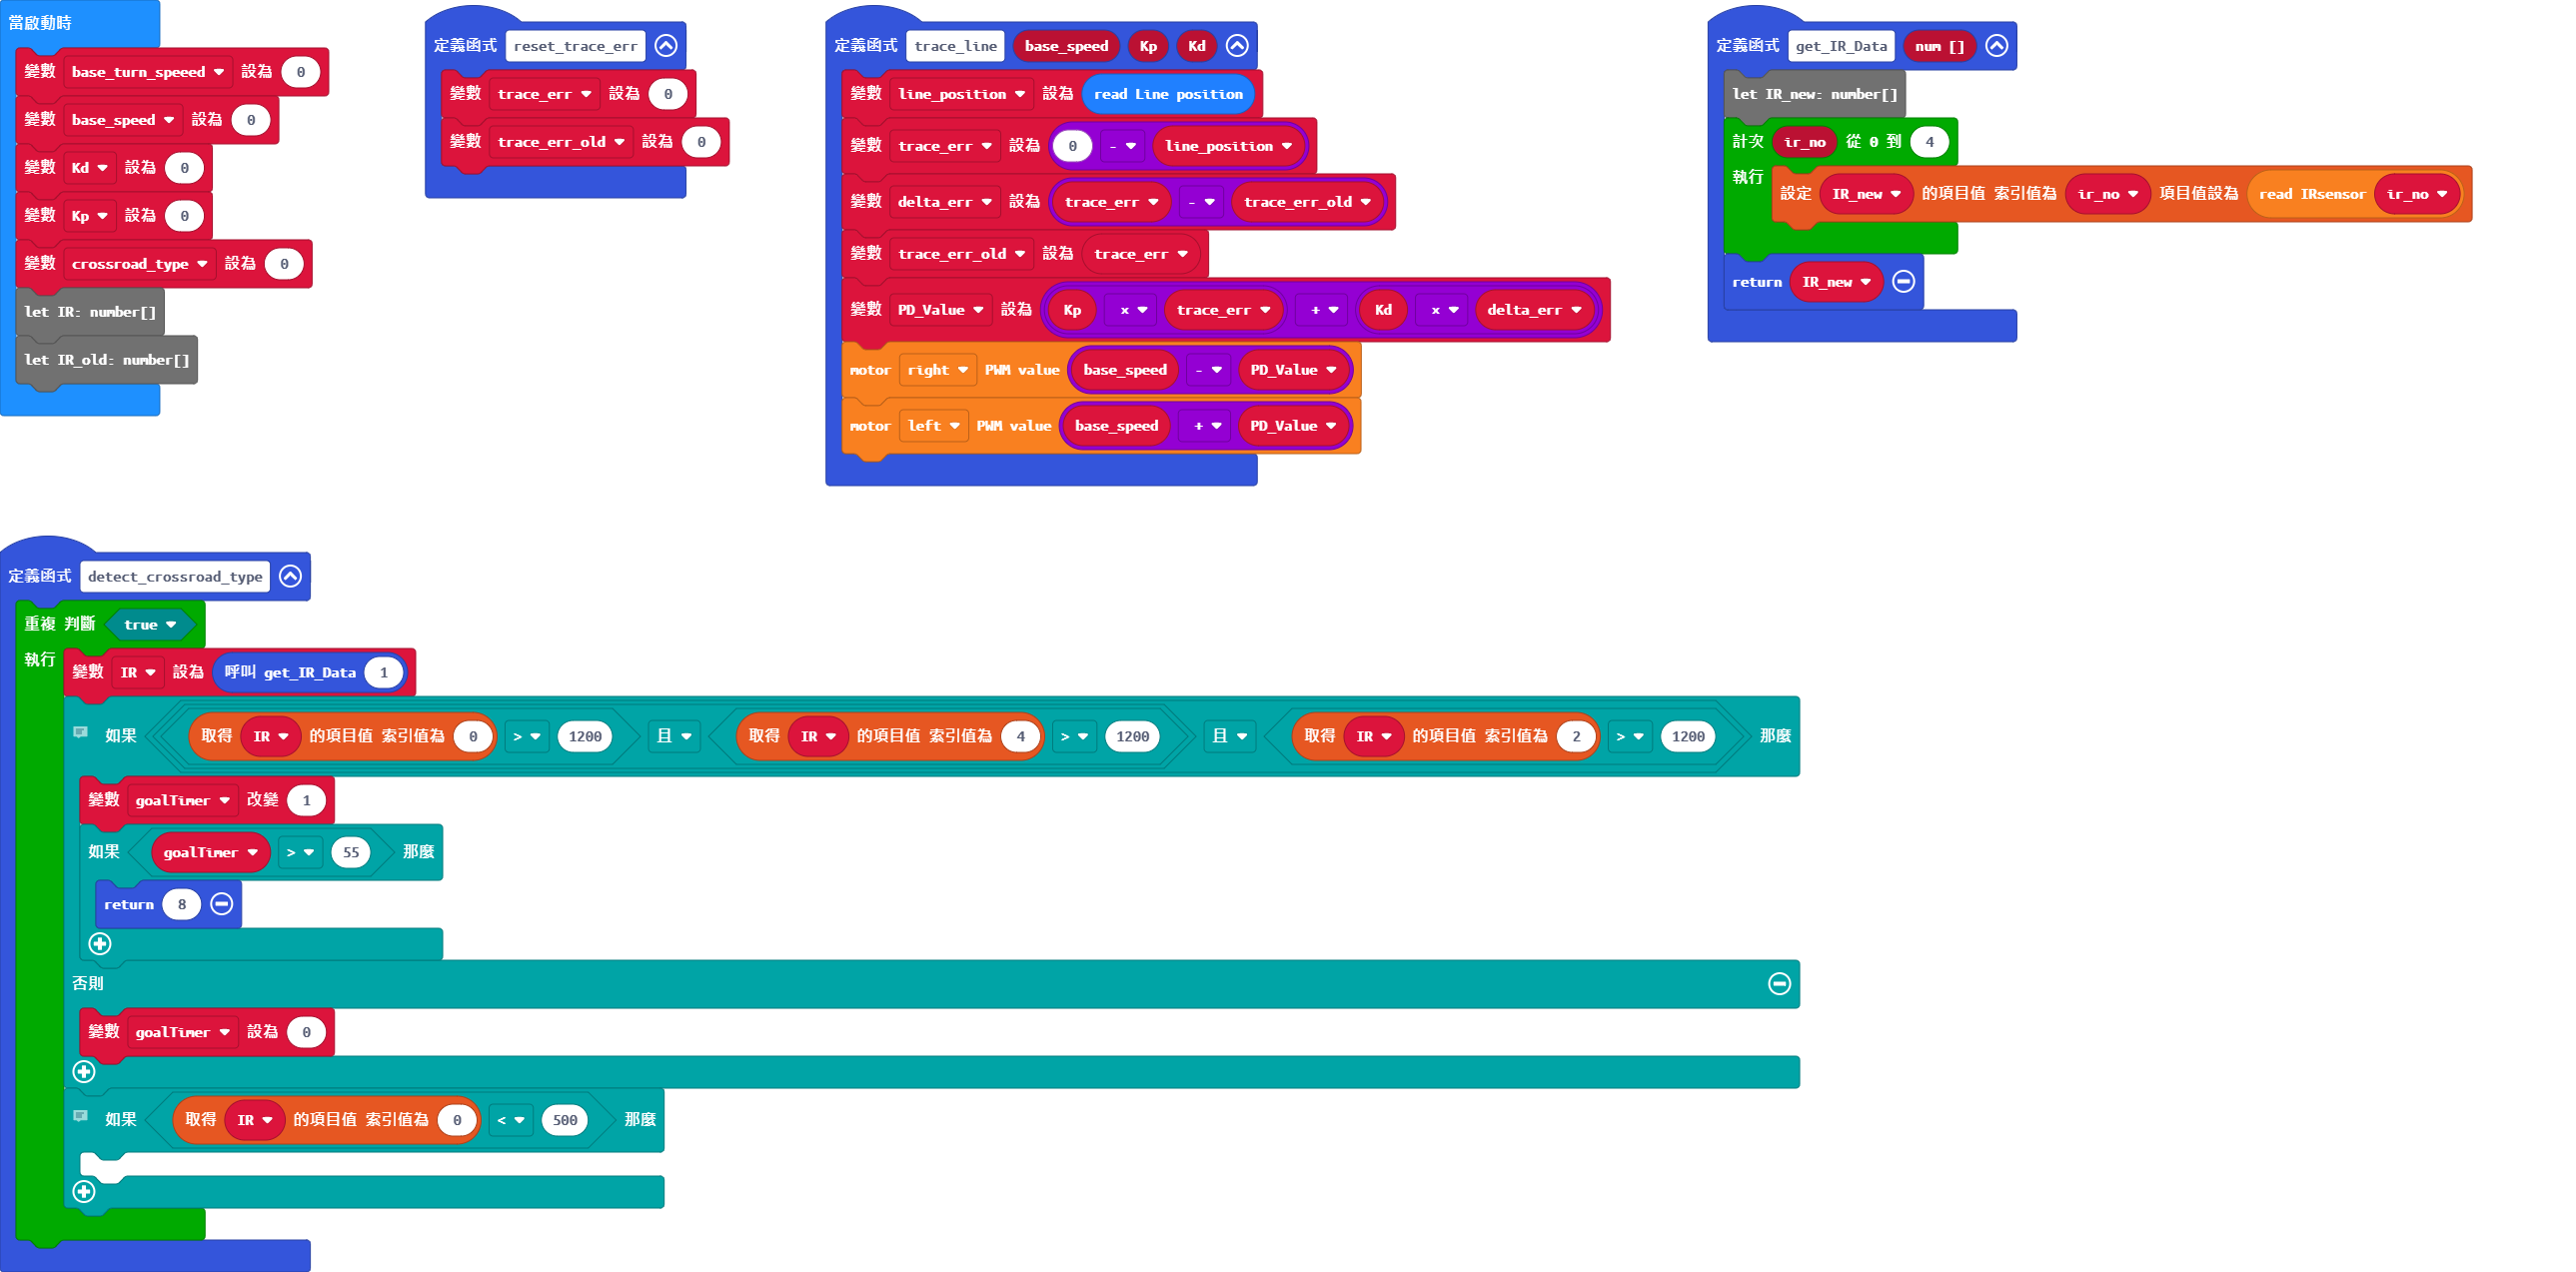 當啟動時
變數 base_turn_speeed 設為 0
變數 base_speed 設為 0
變數 Kd 設為 0
變數 Kp 設為 0
變數 crossroad_type 設為 0
let IR: number[]
let IR_old: number[]
定義函式 reset_trace_err
變數 trace_err 設為 0
變數 trace_err_old 設為 0
定義函式 trace_line base_speed Kp Kd
變數 line_position 設為 read Line position
變數 trace_err 設為 0 - line_position
變數 delta_err 設為 trace_err - trace_err_old
變數 trace_err_old 設為 trace_err
變數 PD_Value 設為 Kp x trace_err + Kd x delta_err
motor right PWM value base_speed - PD_Value
motor left PWM value base_speed + PD_Value
定義函式 get_IR_Data num []
let IR_new: number[]
計次 ir_no 從 0 到 4
執行 設定 IR_new 的項目值 索引值為 ir_no 項目值設為 read IRsensor ir_no
return IR_new
定義函式 detect_crossroad_type
重複 判斷 true
執行 變數 IR 設為 呼叫 get_IR_Data 1
如果 取得 IR 的項目值 索引值為 0 > 1200 且 取得 IR 的項目值 索引值為 4 > 1200 且 取得 IR 的項目值 索引值為 2 > 1200 那麼
變數 goalTimer 改變 1
如果 goalTimer > 55 那麼
return 8
否則
變數 goalTimer 設為 0
如果 取得 IR 的項目值 索引值為 0 < 500 那麼